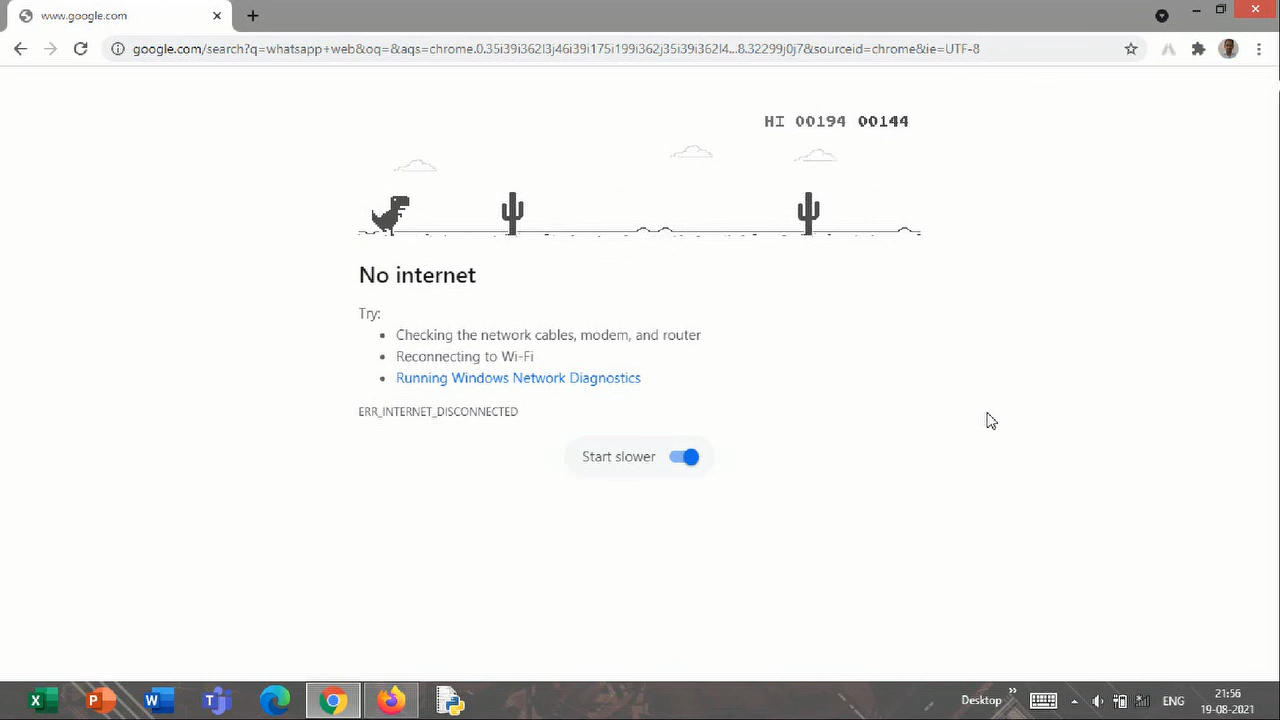 www.google.com
google.com/search?q=whatsapp+web&oq=&aqs=chrome.0.35i39i362l3j46i39i175i199i362j35i39i362l4...8.32299j0j7&sourceid=chrome&ie=UTF-8
HI 00194 00144
No internet
Try:
• Checking the network cables, modem, and router
• Reconnecting to Wi-Fi
• Running Windows Network Diagnostics
ERR_INTERNET_DISCONNECTED
Start slower
Desktop
ENG
21:56
19-08-2021